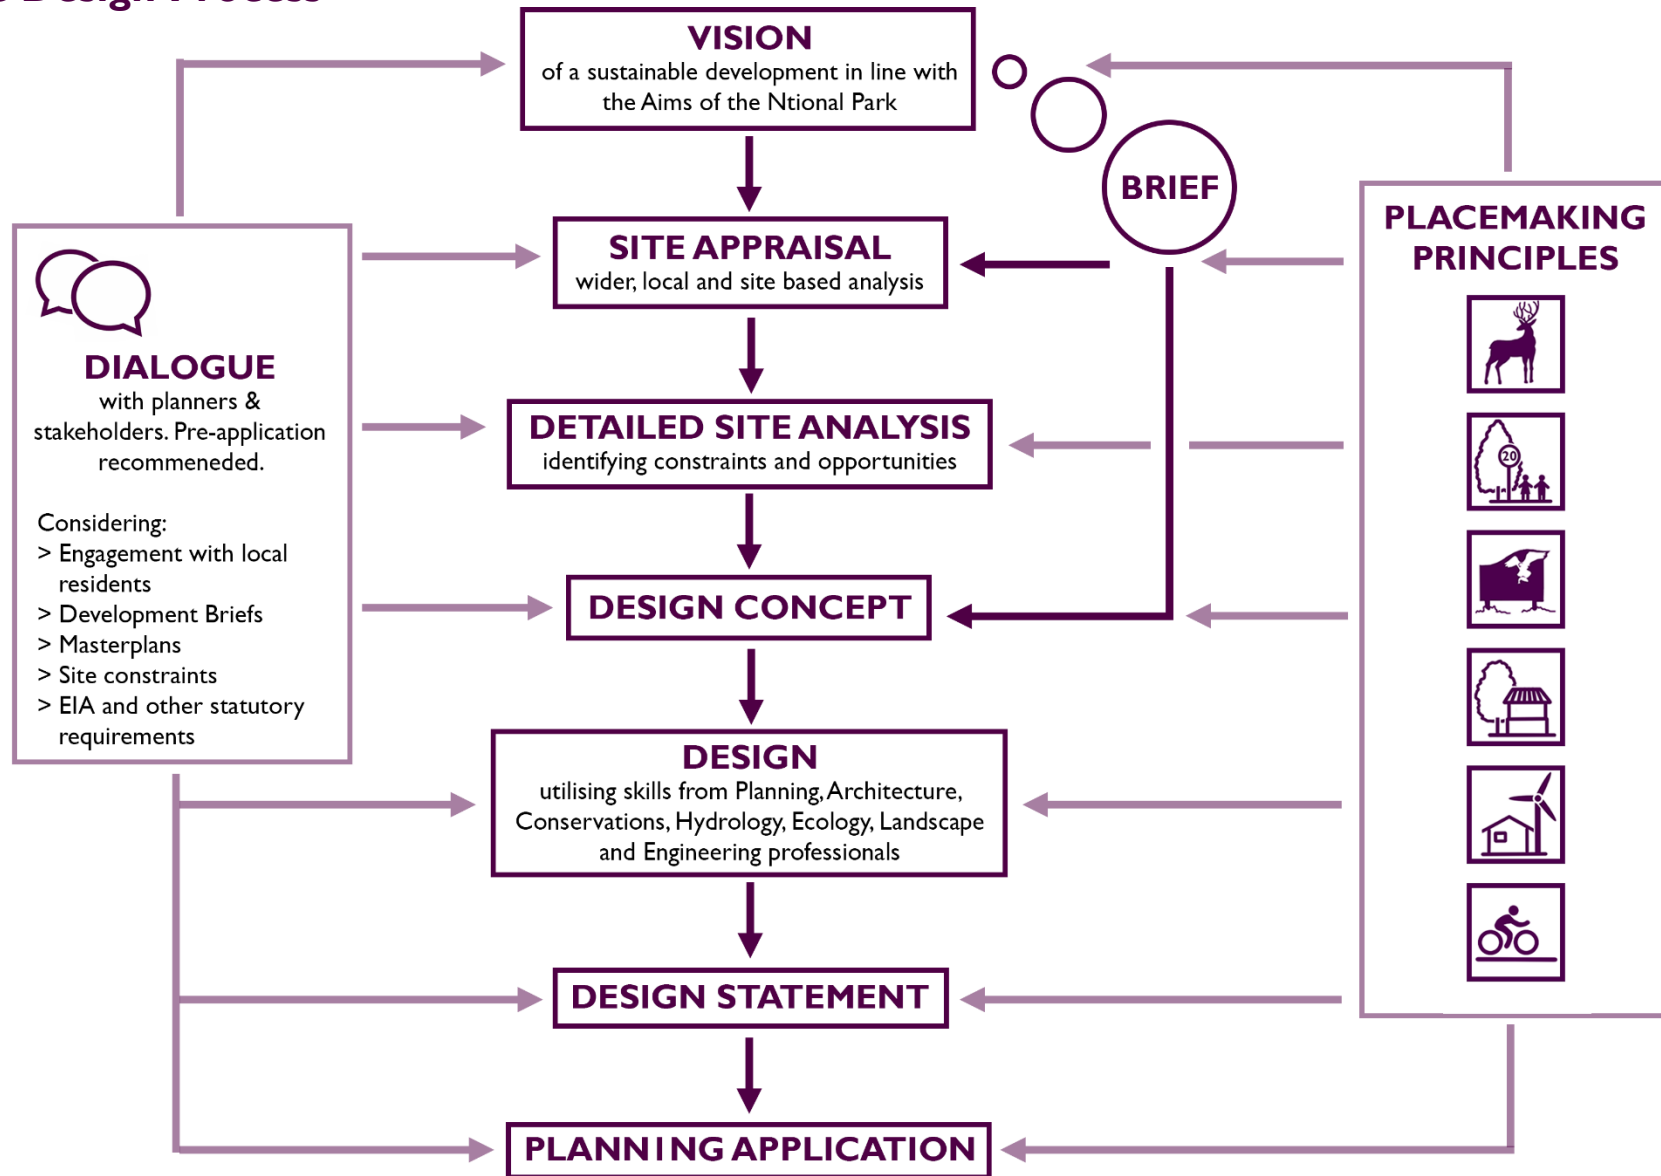 Design Process
VISION
of a sustainable development in line with
the Aims of the Ntional Park
BRIEF
SITE APPRAISAL
wider, local and site based analysis
DETAILED SITE ANALYSIS
identifying constraints and opportunities
DESIGN CONCEPT
DESIGN
utilising skills from Planning, Architecture,
Conservations, Hydrology, Ecology, Landscape
and Engineering professionals
DESIGN STATEMENT
PLANNING APPLICATION
DIALOGUE
with planners &
stakeholders. Pre-application
recommeneded.
Considering:
> Engagement with local
residents
> Development Briefs
> Masterplans
> Site constraints
> EIA and other statutory
requirements
PLACEMAKING
PRINCIPLES
20